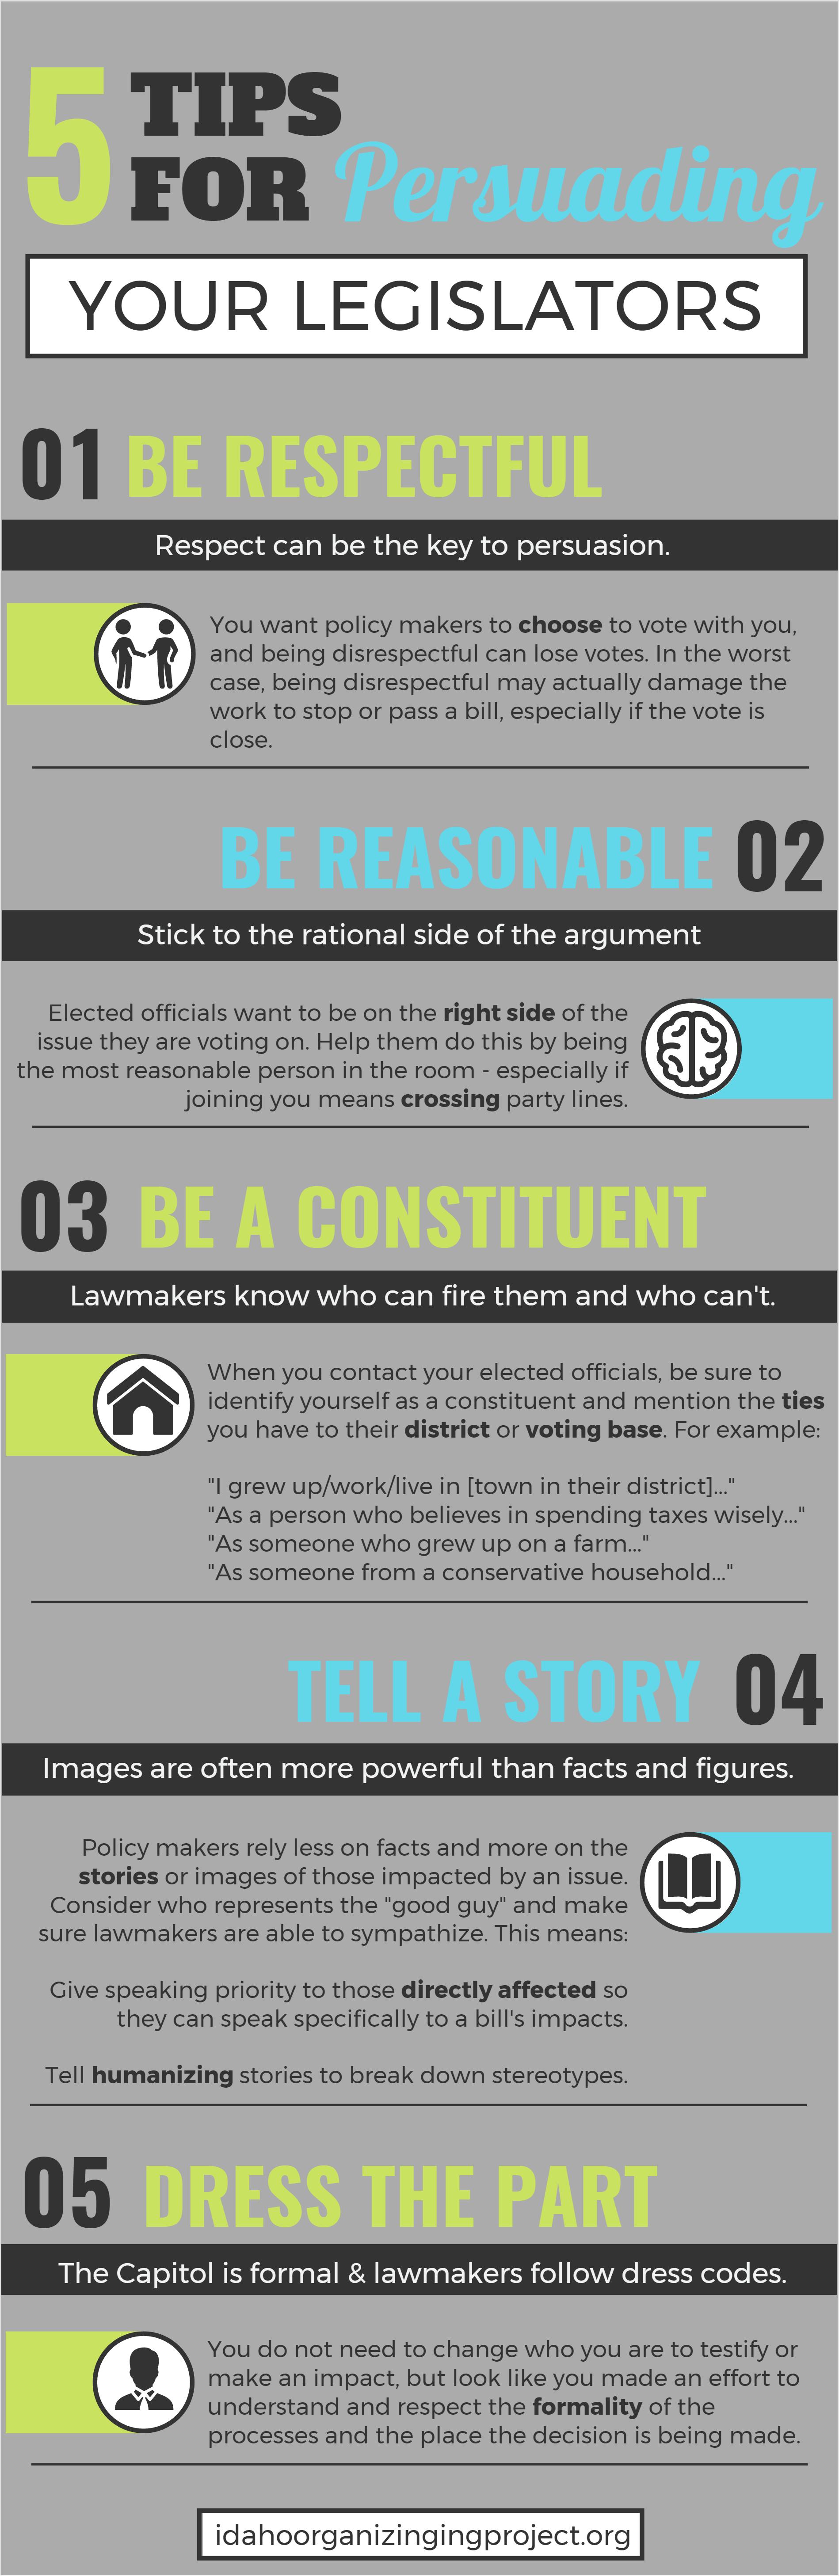 5 TIPS
FOR Persuading
YOUR LEGISLATORS
01 BE RESPECTFUL
Respect can be the key to persuasion.
You want policy makers to choose to vote with you,
and being disrespectful can lose votes. In the worst
case, being disrespectful may actually damage the
work to stop or pass a bill, especially if the vote is
close.
BE REASONABLE 02
Stick to the rational side of the argument
Elected officials want to be on the right side of the
issue they are voting on. Help them do this by being
the most reasonable person in the room - especially if
joining you means crossing party lines.
03 BE A CONSTITUENT
Lawmakers know who can fire them and who can't.
When you contact your elected officials, be sure to
identify yourself as a constituent and mention the ties
you have to their district or voting base. For example:
"I grew up/work/live in [town in their district]..."
"As a person who believes in spending taxes wisely..."
"As someone who grew up on a farm..."
"As someone from a conservative household..."
TELL A STORY 04
Images are often more powerful than facts and figures.
Policy makers rely less on facts and more on the
stories or images of those impacted by an issue.
Consider who represents the "good guy" and make
sure lawmakers are able to sympathize. This means:
Give speaking priority to those directly affected so
they can speak specifically to a bill's impacts.
Tell humanizing stories to break down stereotypes.
05 DRESS THE PART
The Capitol is formal & lawmakers follow dress codes.
You do not need to change who you are to testify or
make an impact, but look like you made an effort to
understand and respect the formality of the
processes and the place the decision is being made.
idahoorganizingingproject.org